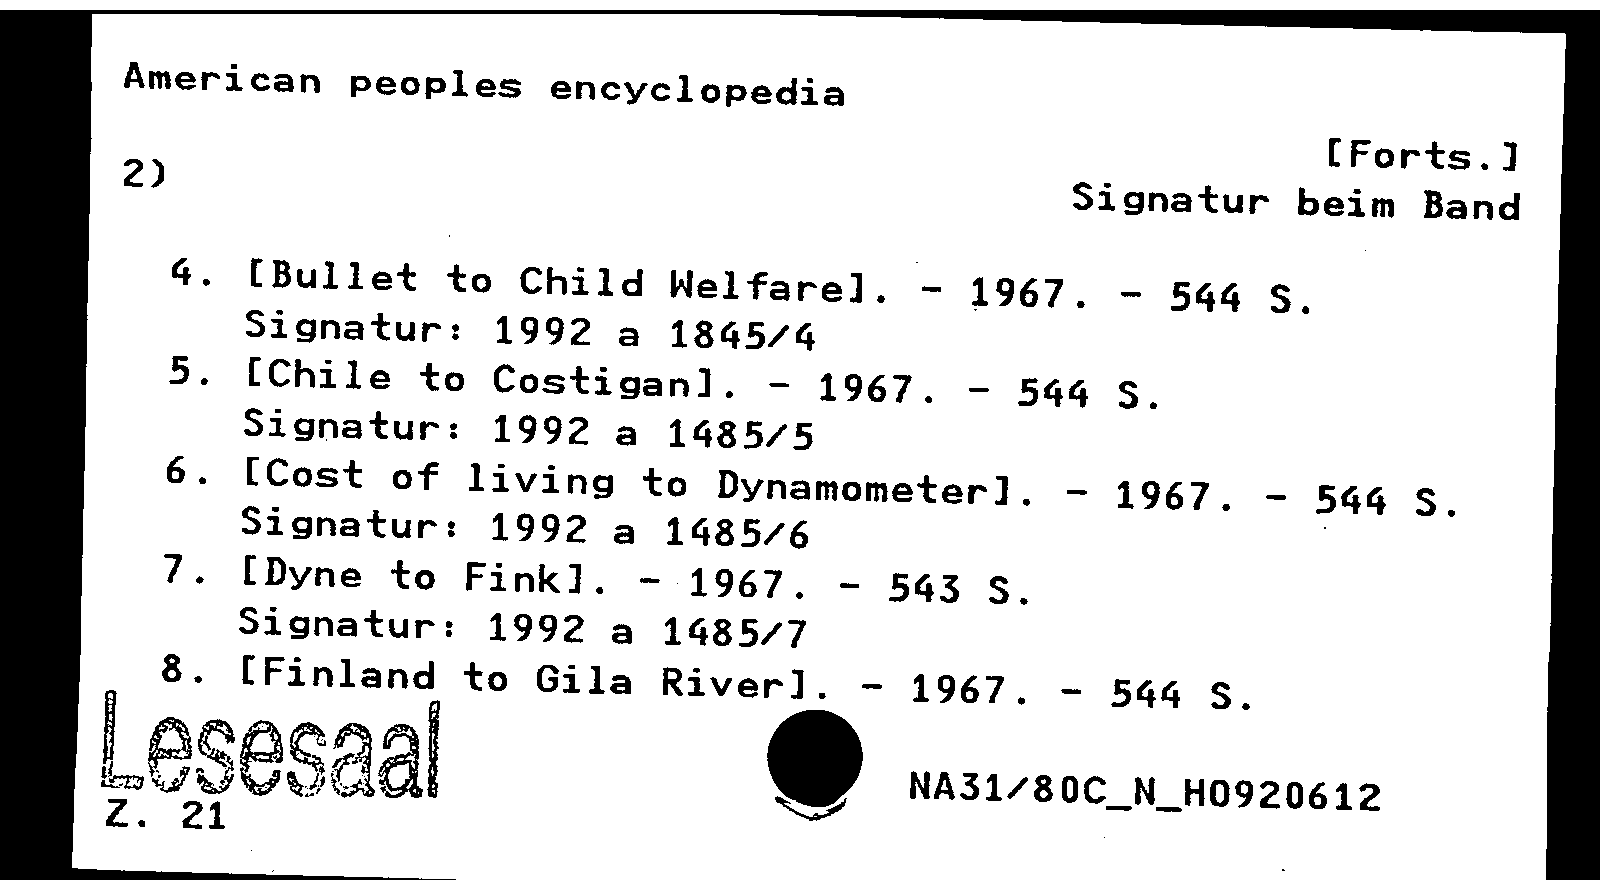 American peoples encyclopedia
[Forts.]
2)
Signatur beim Band
4. [Bullet to Child Welfare]. - 1967. - 544 S.
Signatur: 1992 a 1845/4
5. [Chile to Costigan]. - 1967. - 544 S.
Signatur: 1992 a 1485/5
6. [Cost of living to Dynamometer]. - 1967. - 544 S.
Signatur: 1992 a 1485/6
7. [Dyne to Fink]. - 1967. - 543 S.
Signatur: 1992 a 1485/7
8. [Finland to Gila River]. - 1967. - 544 S.
Lesesaal
NA31/80C_N_H0920612
Z. 21